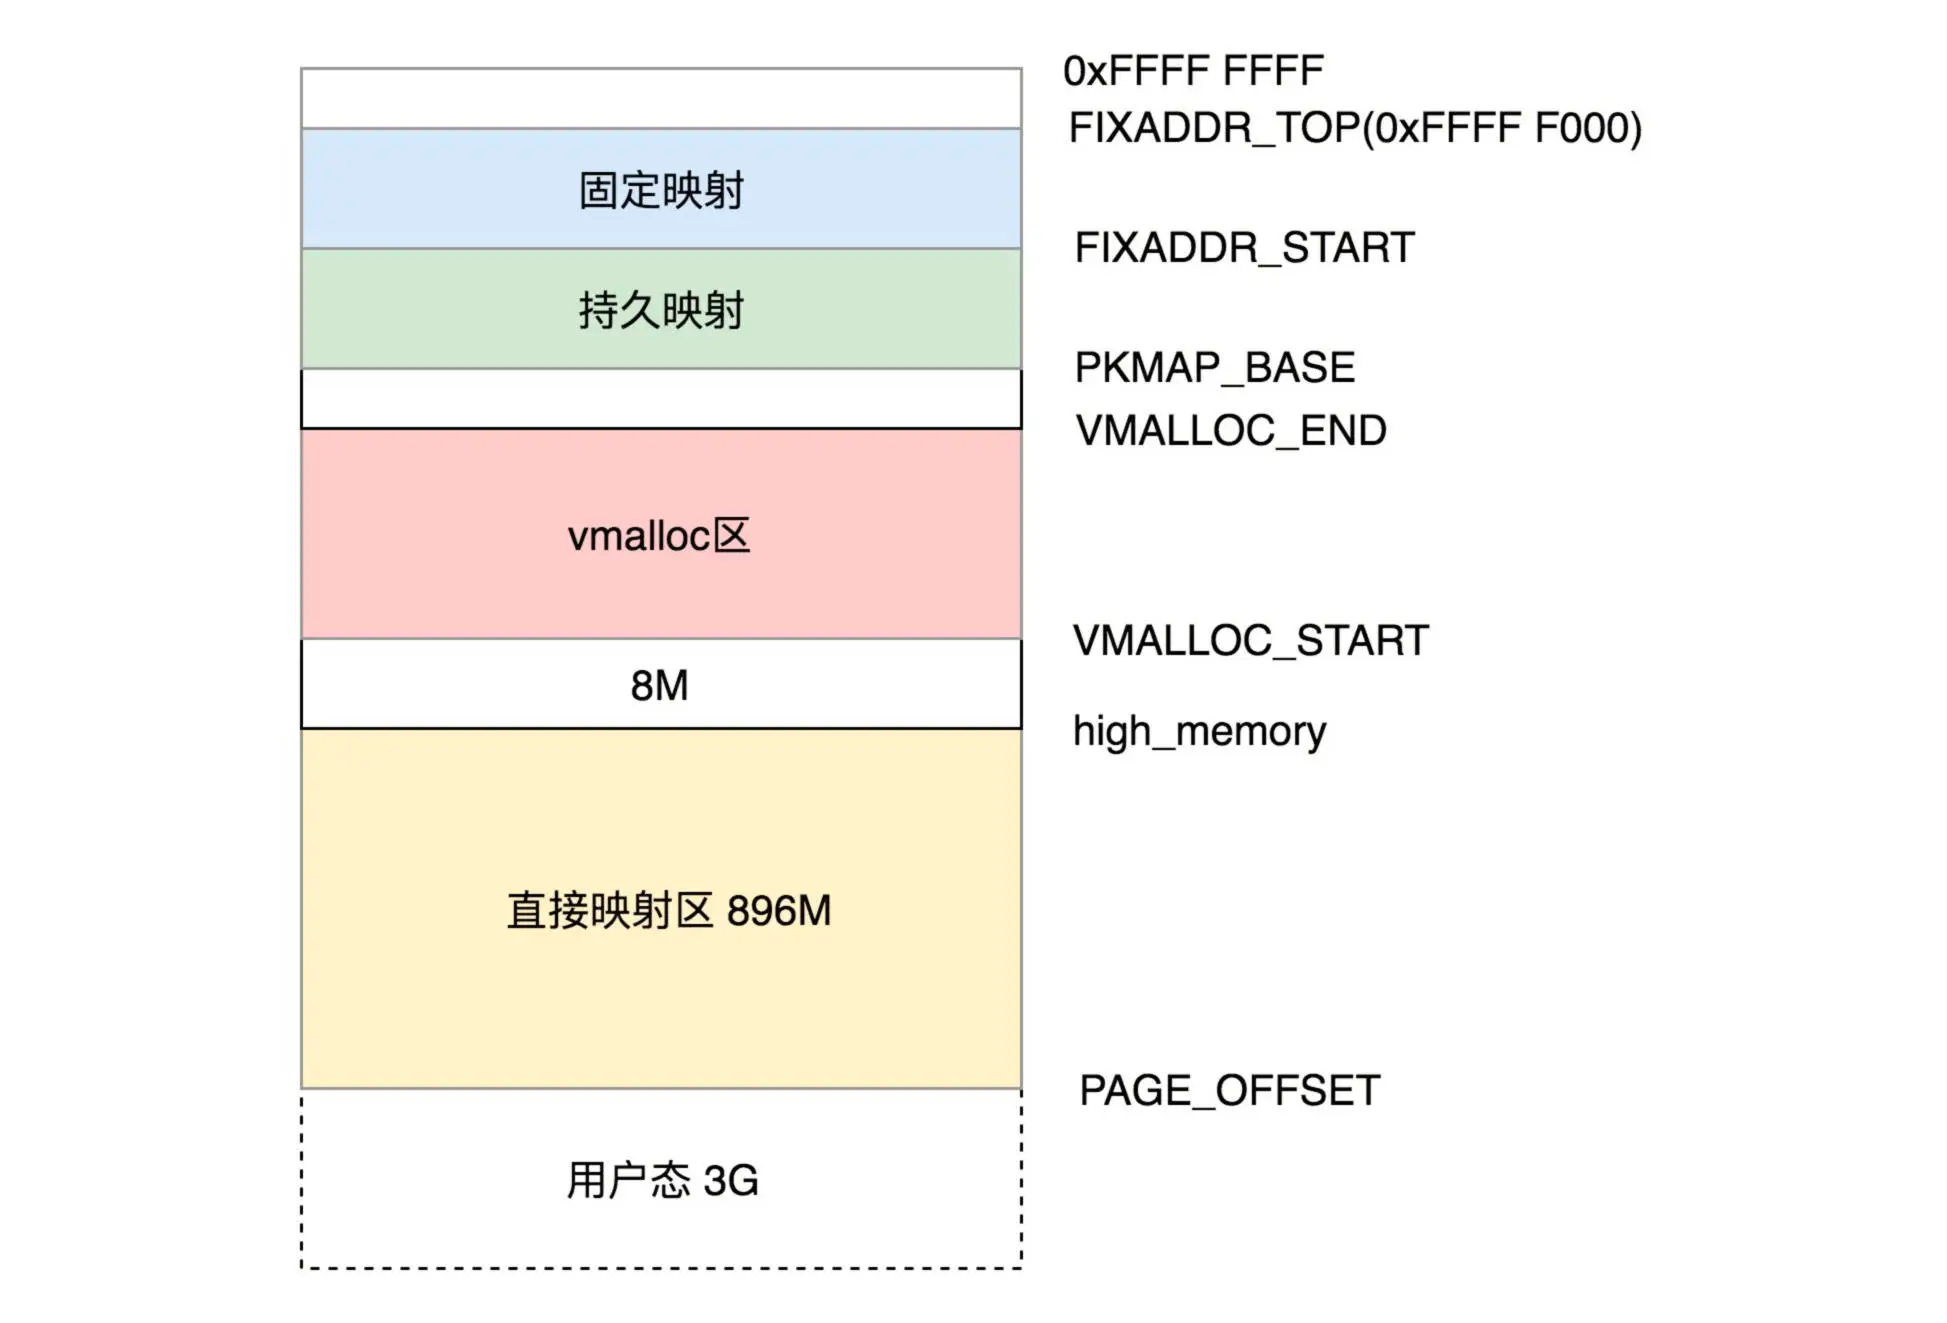 0xFFFF FFFF
FIXADDR_TOP(0xFFFF F000)
固定映射
FIXADDR_START
持久映射
PKMAP_BASE
VMALLOC_END
vmalloc区
VMALLOC_START
8M
high_memory
直接映射区 896M
PAGE_OFFSET
用户态 3G